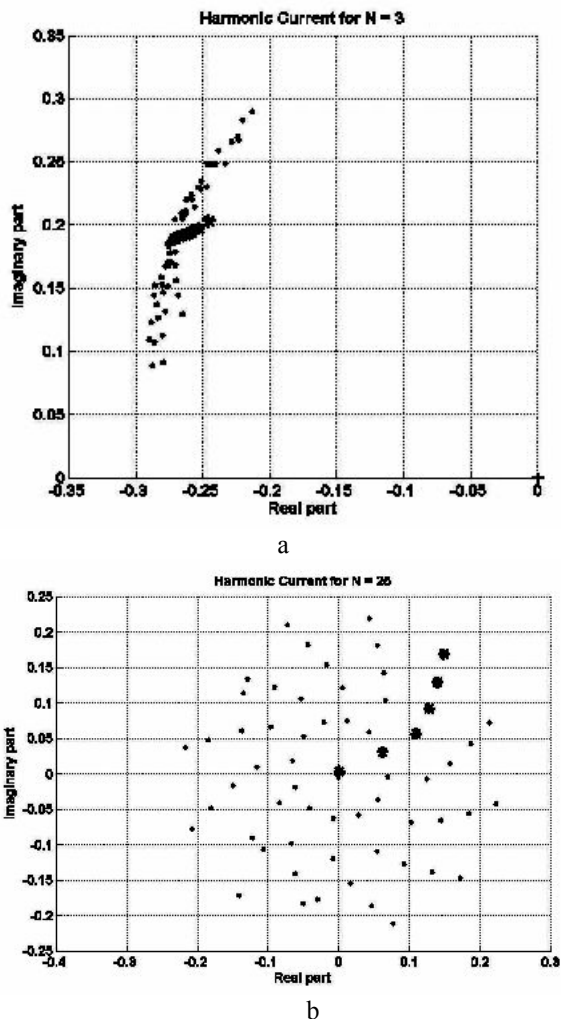 Harmonic Current for N = 3
0.35
0.3
0.25
0.2
0.15
0.1
0.05
0
Imaginary part
-0.35 -0.3 -0.25 -0.2 -0.15 -0.1 -0.05 0
Real part
a
Harmonic Current for N = 25
0.25
0.2
0.15
0.1
0.05
0
-0.05
-0.1
-0.15
-0.2
-0.25
Imaginary part
-0.4 -0.3 -0.2 -0.1 0 0.1 0.2 0.3
Real part
b